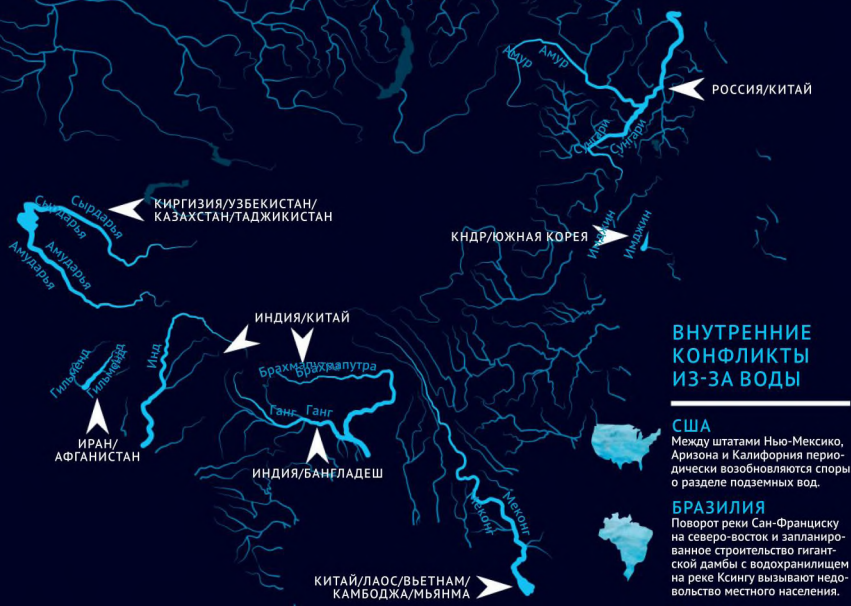 Амур
Амур
РОССИЯ/КИТАЙ
Сунгари
Сунгари
Сырдарья
Сырдарья
КИРГИЗИЯ/УЗБЕКИСТАН/
КАЗАХСТАН/ТАДЖИКИСТАН
КНДР/ЮЖНАЯ КОРЕЯ
Имджин
Имджин
Амударья
Амударья
ИНДИЯ/КИТАЙ
Инд
Гильменд
Гильменд
Брахмапутра
Брахмапутра
Ганг Ганг
ИРАН/
АФГАНИСТАН
ИНДИЯ/БАНГЛАДЕШ
Меконг
Меконг
КИТАЙ/ЛАОС/ВЬЕТНАМ/
КАМБОДЖА/МЬЯНМА
ВНУТРЕННИЕ
КОНФЛИКТЫ
ИЗ-ЗА ВОДЫ
США
Между штатами Нью-Мексико,
Аризона и Калифорния перио-
дически возобновляются споры
о разделе подземных вод.
БРАЗИЛИЯ
Поворот реки Сан-Франциску
на северо-восток и запланиро-
ванное строительство гигант-
ской дамбы с водохранилищем
на реке Ксингу вызывают недо-
вольство местного населения.